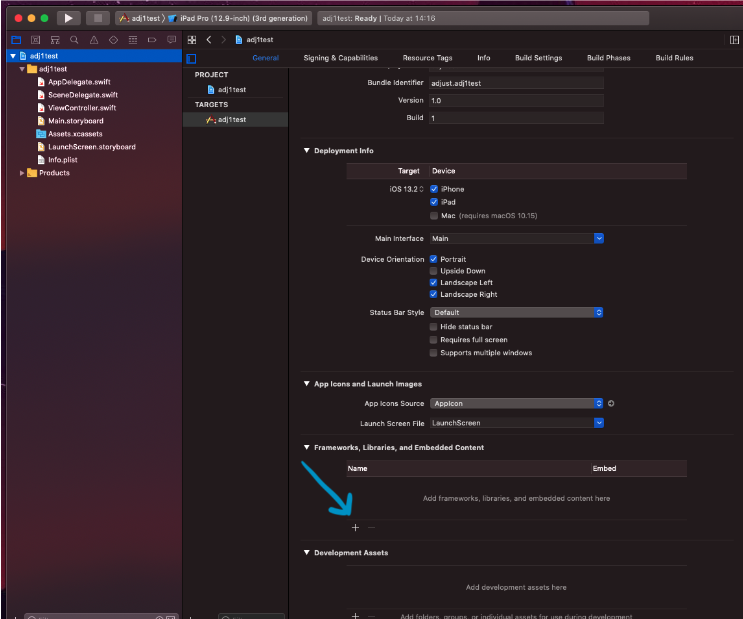 adj1test
iPad Pro (12.9-inch) (3rd generation)
adj1test: Ready | Today at 14:16
adj1test
adj1test
adj1test
AppDelegate.swift
SceneDelegate.swift
ViewController.swift
Main.storyboard
Assets.xcassets
LaunchScreen.storyboard
Info.plist
Products
General
Signing & Capabilities
Resource Tags
Info
Build Settings
Build Phases
Build Rules
PROJECT
adj1test
TARGETS
adj1test
Bundle Identifier adjust.adj1test
Version 1.0
Build 1
Deployment Info
Target Device
iOS 13.2 iPhone
iPad
Mac (requires macOS 10.15)
Main Interface Main
Device Orientation Portrait
Upside Down
Landscape Left
Landscape Right
Status Bar Style Default
Hide status bar
Requires full screen
Supports multiple windows
App Icons and Launch Images
App Icons Source AppIcon
Launch Screen File LaunchScreen
Frameworks, Libraries, and Embedded Content
Name Embed
Add frameworks, libraries, and embedded content here
Development Assets
Add development assets here
Add folders, groups, or individual assets for use during development